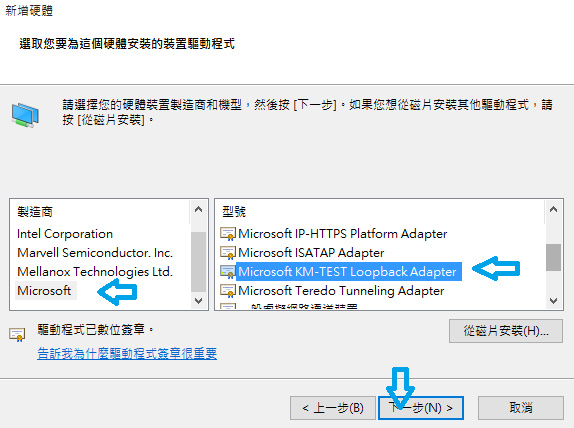 新增硬體
選取您要為這個硬體安裝的裝置驅動程式
請選擇您的硬體裝置製造商和機型，然後按 [下一步]。如果您想從磁片安裝其他驅動程式，請
按 [從磁片安裝]。
製造商
Intel Corporation
Marvell Semiconductor. Inc.
Mellanox Technologies Ltd.
Microsoft
型號
Microsoft IP-HTTPS Platform Adapter
Microsoft ISATAP Adapter
Microsoft KM-TEST Loopback Adapter
Microsoft Teredo Tunneling Adapter
驅動程式已數位簽章。
告訴我為什麼驅動程式簽章很重要
從磁片安裝(H)...
< 上一步(B)
下一步(N) >
取消